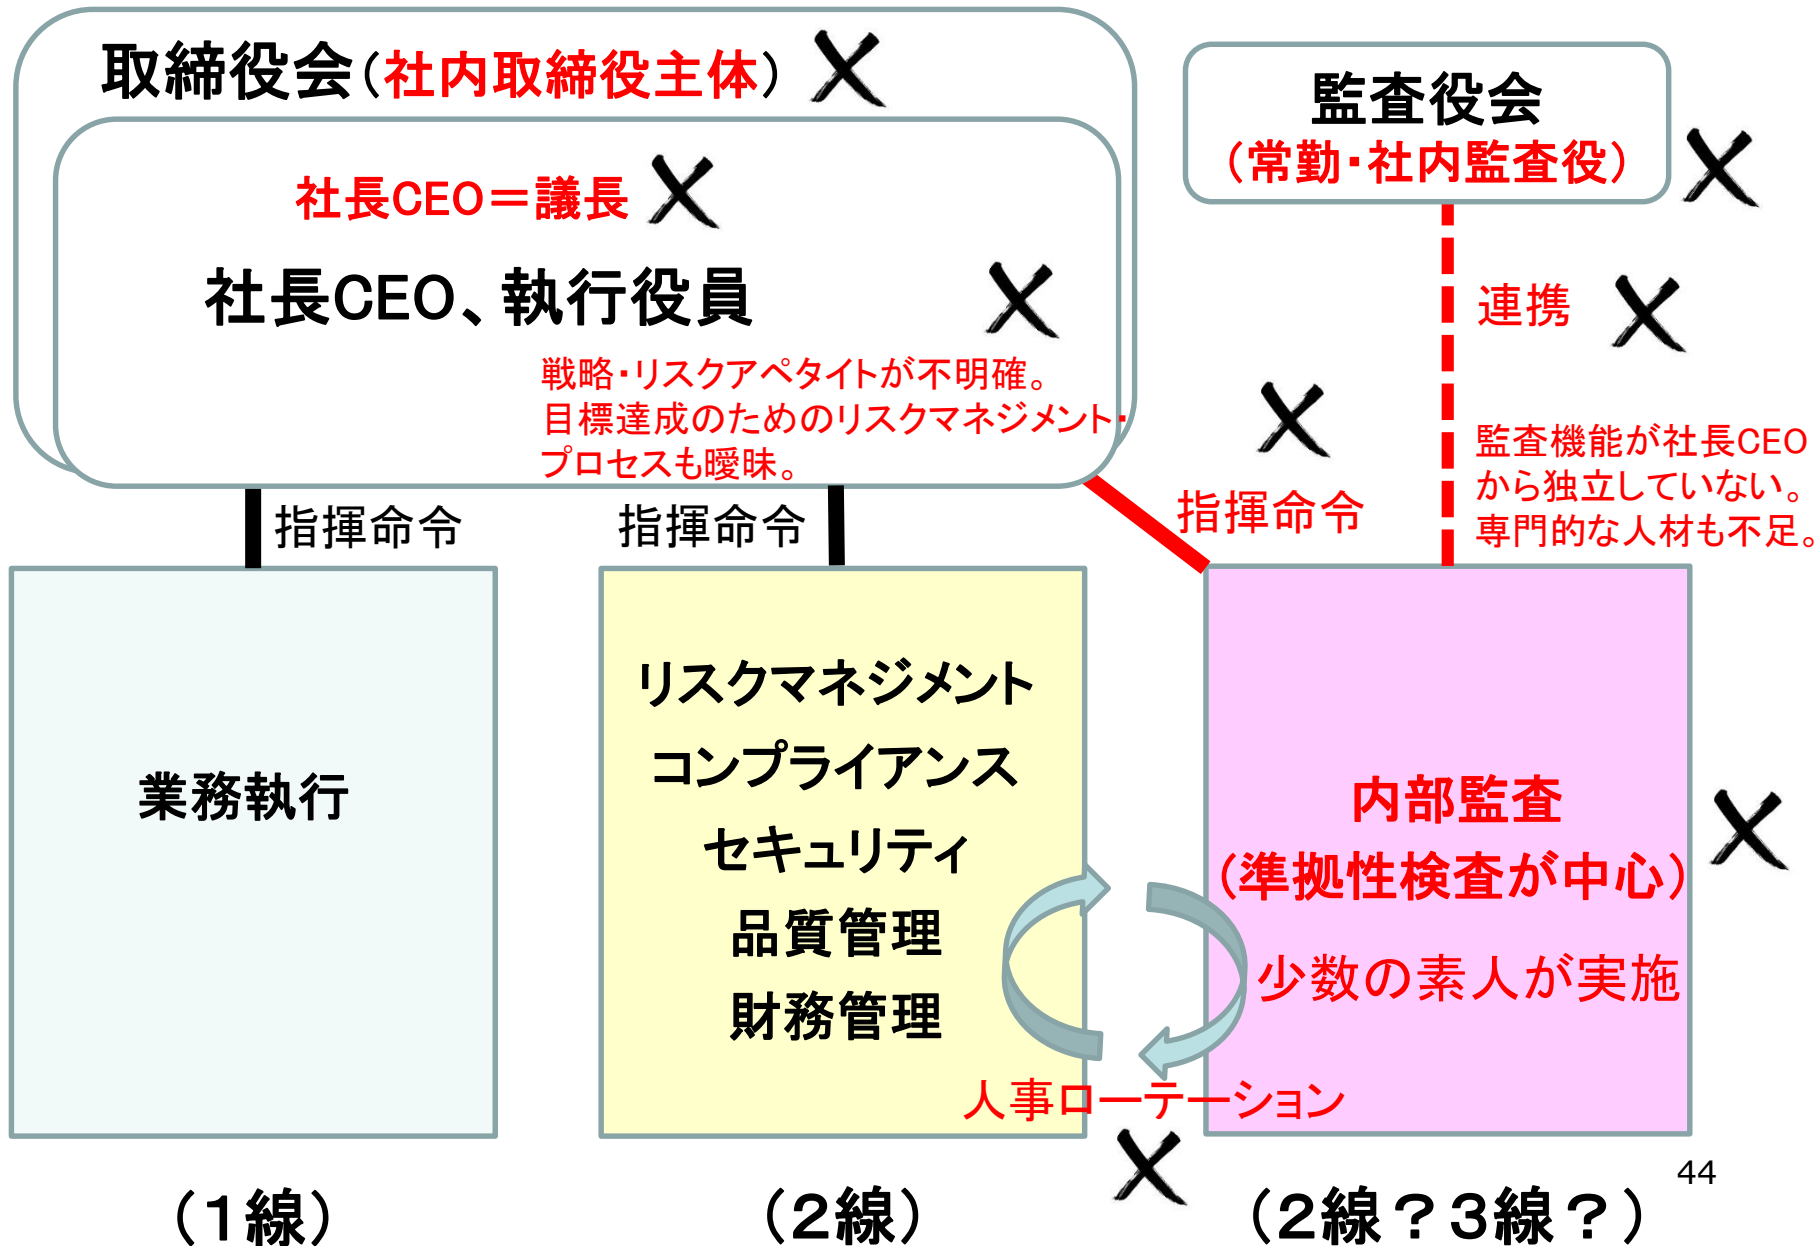 取締役会（社内取締役主体）
社長CEO＝議長
社長CEO、執行役員
戦略・リスクアペタイトが不明確。
目標達成のためのリスクマネジメント・
プロセスも曖昧。
監査役会
（常勤・社内監査役）
連携
監査機能が社長CEO
から独立していない。
専門的な人材も不足。
指揮命令
指揮命令
指揮命令
業務執行
リスクマネジメント
コンプライアンス
セキュリティ
品質管理
財務管理
内部監査
（準拠性検査が中心）
少数の素人が実施
人事ローテーション
（1線）
（2線）
（2線？3線？）
44